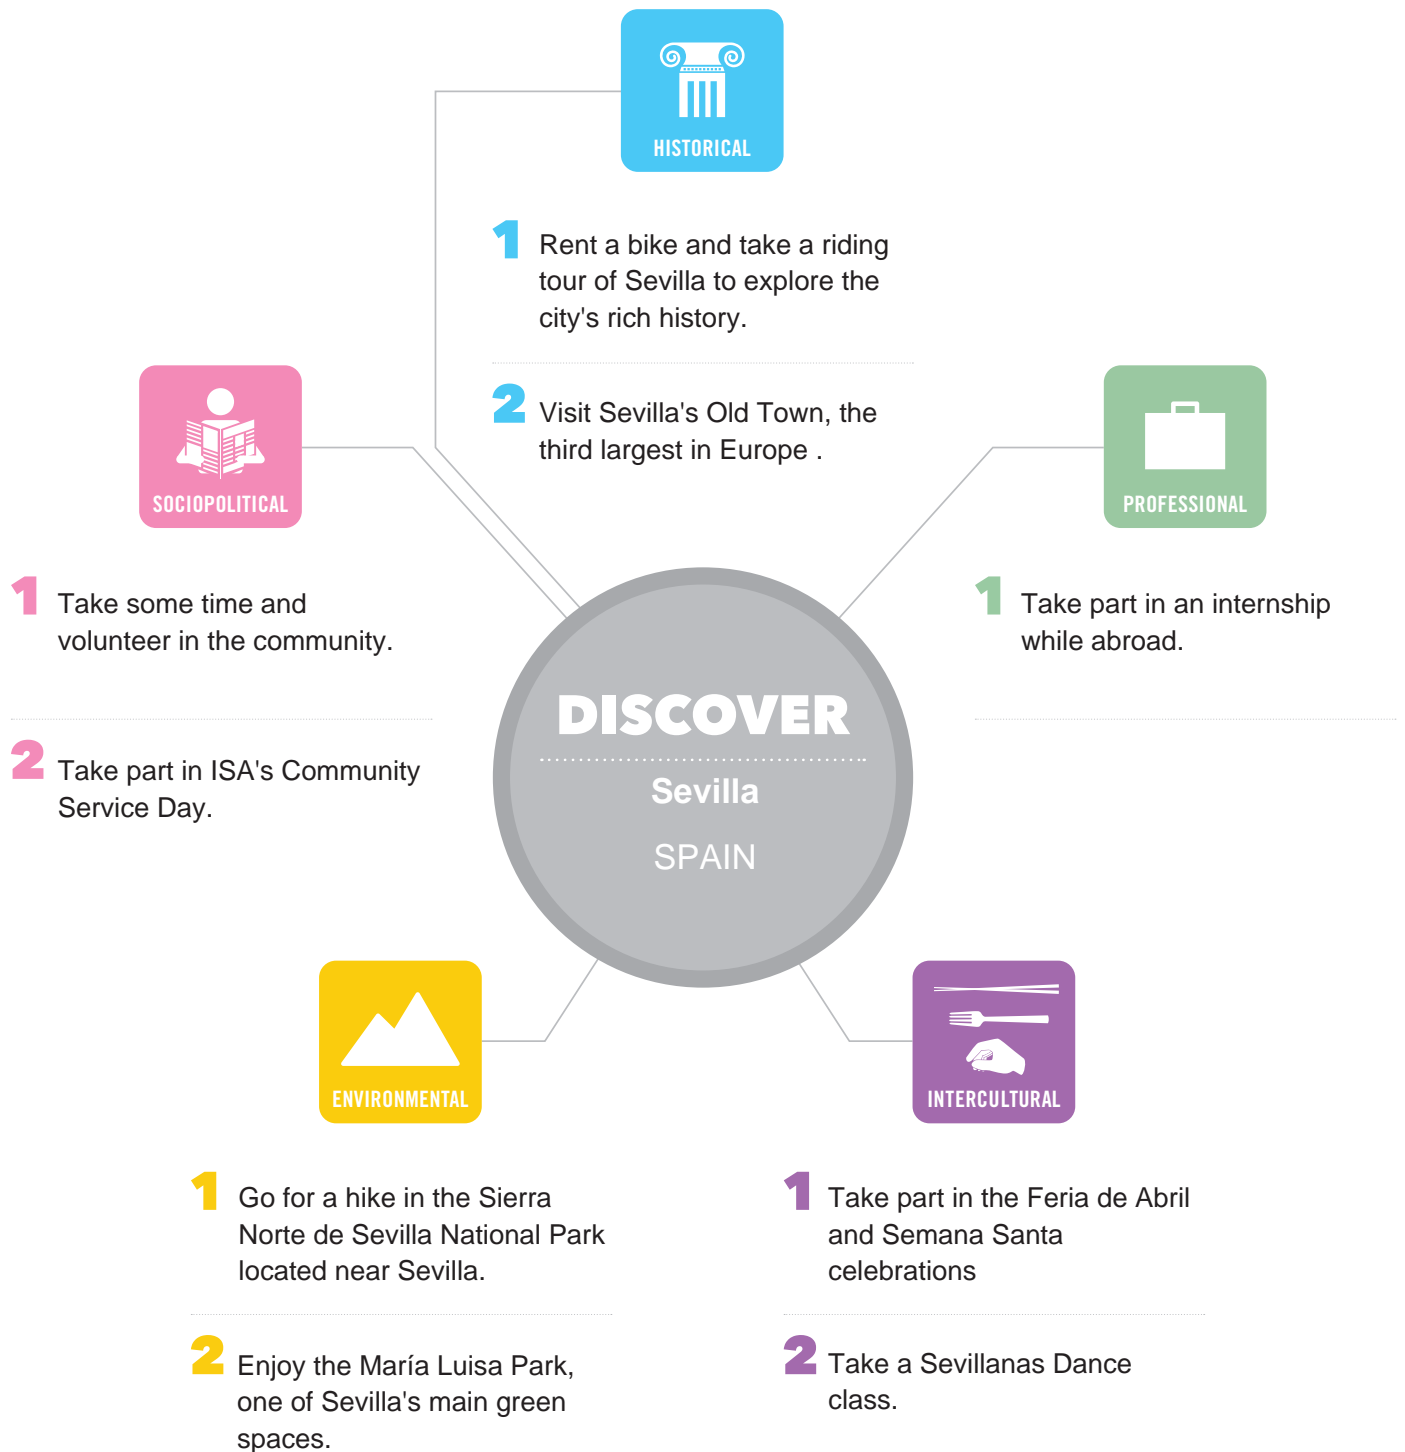 HISTORICAL
1 Rent a bike and take a riding
tour of Sevilla to explore the
city's rich history.
2 Visit Sevilla's Old Town, the
third largest in Europe .
SOCIOPOLITICAL
1 Take some time and
volunteer in the community.
2 Take part in ISA's Community
Service Day.
PROFESSIONAL
1 Take part in an internship
while abroad.
DISCOVER
Sevilla
SPAIN
ENVIRONMENTAL
1 Go for a hike in the Sierra
Norte de Sevilla National Park
located near Sevilla.
2 Enjoy the María Luisa Park,
one of Sevilla's main green
spaces.
INTERCULTURAL
1 Take part in the Feria de Abril
and Semana Santa
celebrations
2 Take a Sevillanas Dance
class.